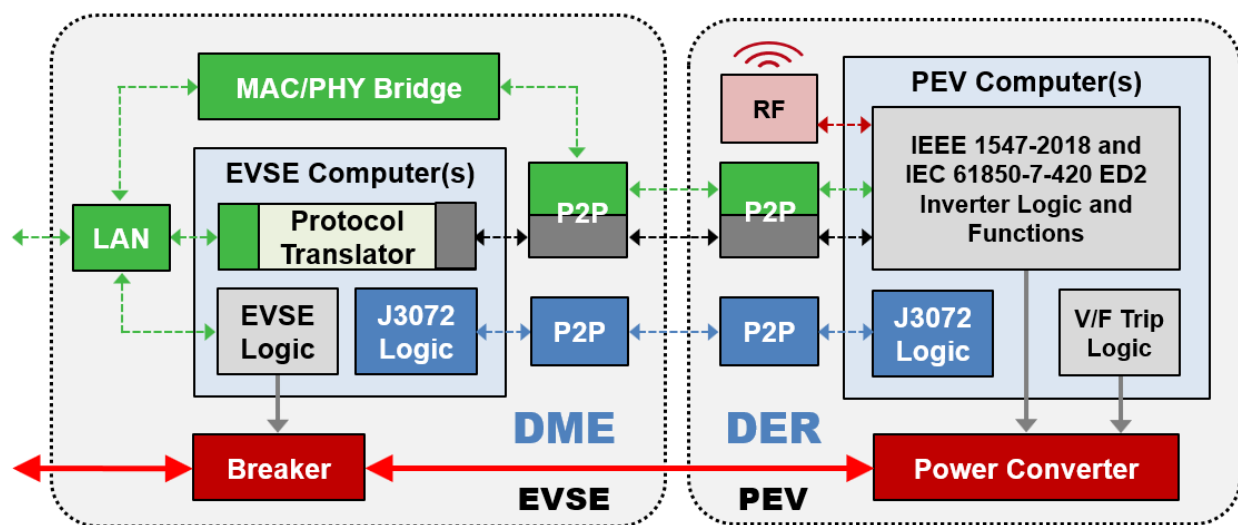 MAC/PHY Bridge
EVSE Computer(s)
LAN
Protocol
Translator
P2P
EVSE
Logic
J3072
Logic
P2P
DME
Breaker
EVSE
RF
PEV Computer(s)
IEEE 1547-2018 and
IEC 61850-7-420 ED2
Inverter Logic and
Functions
P2P
P2P
J3072
Logic
V/F Trip
Logic
DER
Power Converter
PEV